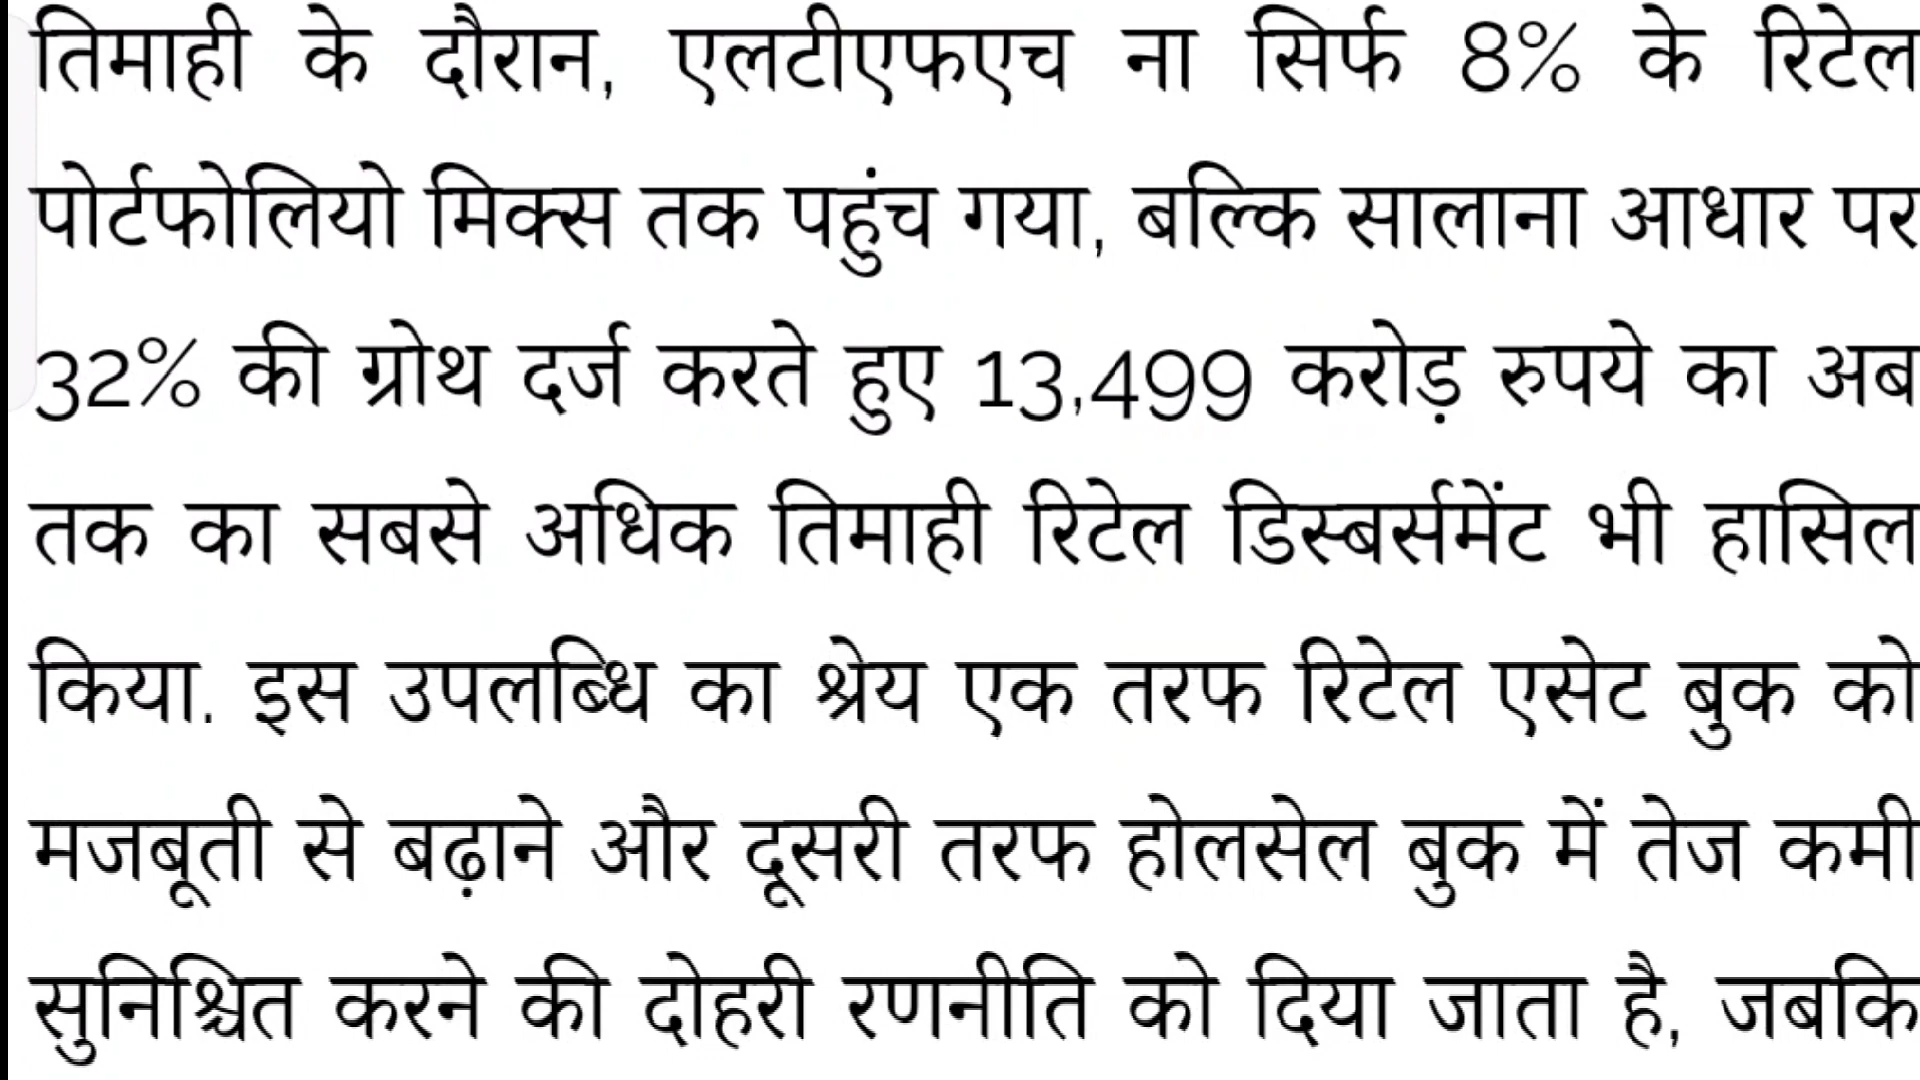 तिमाही के दौरान, एलटीएफएच ना सिर्फ 8% के रिटेल
पोर्टफोलियो मिक्स तक पहुंच गया, बल्कि सालाना आधार पर
32% की ग्रोथ दर्ज करते हुए 13,499 करोड़ रुपये का अब
तक का सबसे अधिक तिमाही रिटेल डिस्बर्समेंट भी हासिल
किया. इस उपलब्धि का श्रेय एक तरफ रिटेल एसेट बुक को
मजबूती से बढ़ाने और दूसरी तरफ होलसेल बुक में तेज कमी
सुनिश्चित करने की दोहरी रणनीति को दिया जाता है, जबकि